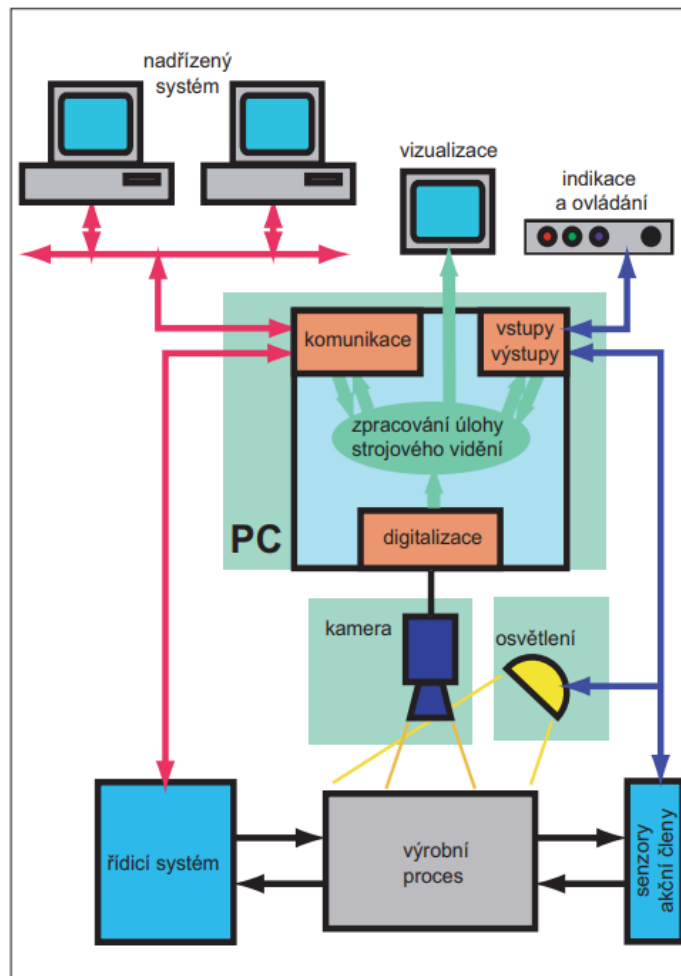 nadřízený
systém
vizualizace
indikace
a ovládání
komunikace
vstupy
výstupy
zpracování úlohy
strojového vidění
PC
digitalizace
kamera
osvětlení
řídicí systém
výrobní
proces
senzory
akční členy